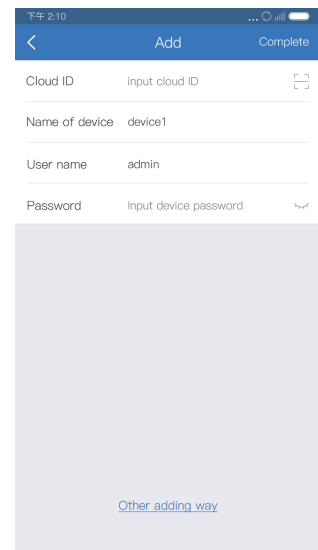 下午 2:10 ...
Add Complete
Cloud ID input cloud ID
Name of device device1
User name admin
Password Input device password
Other adding way